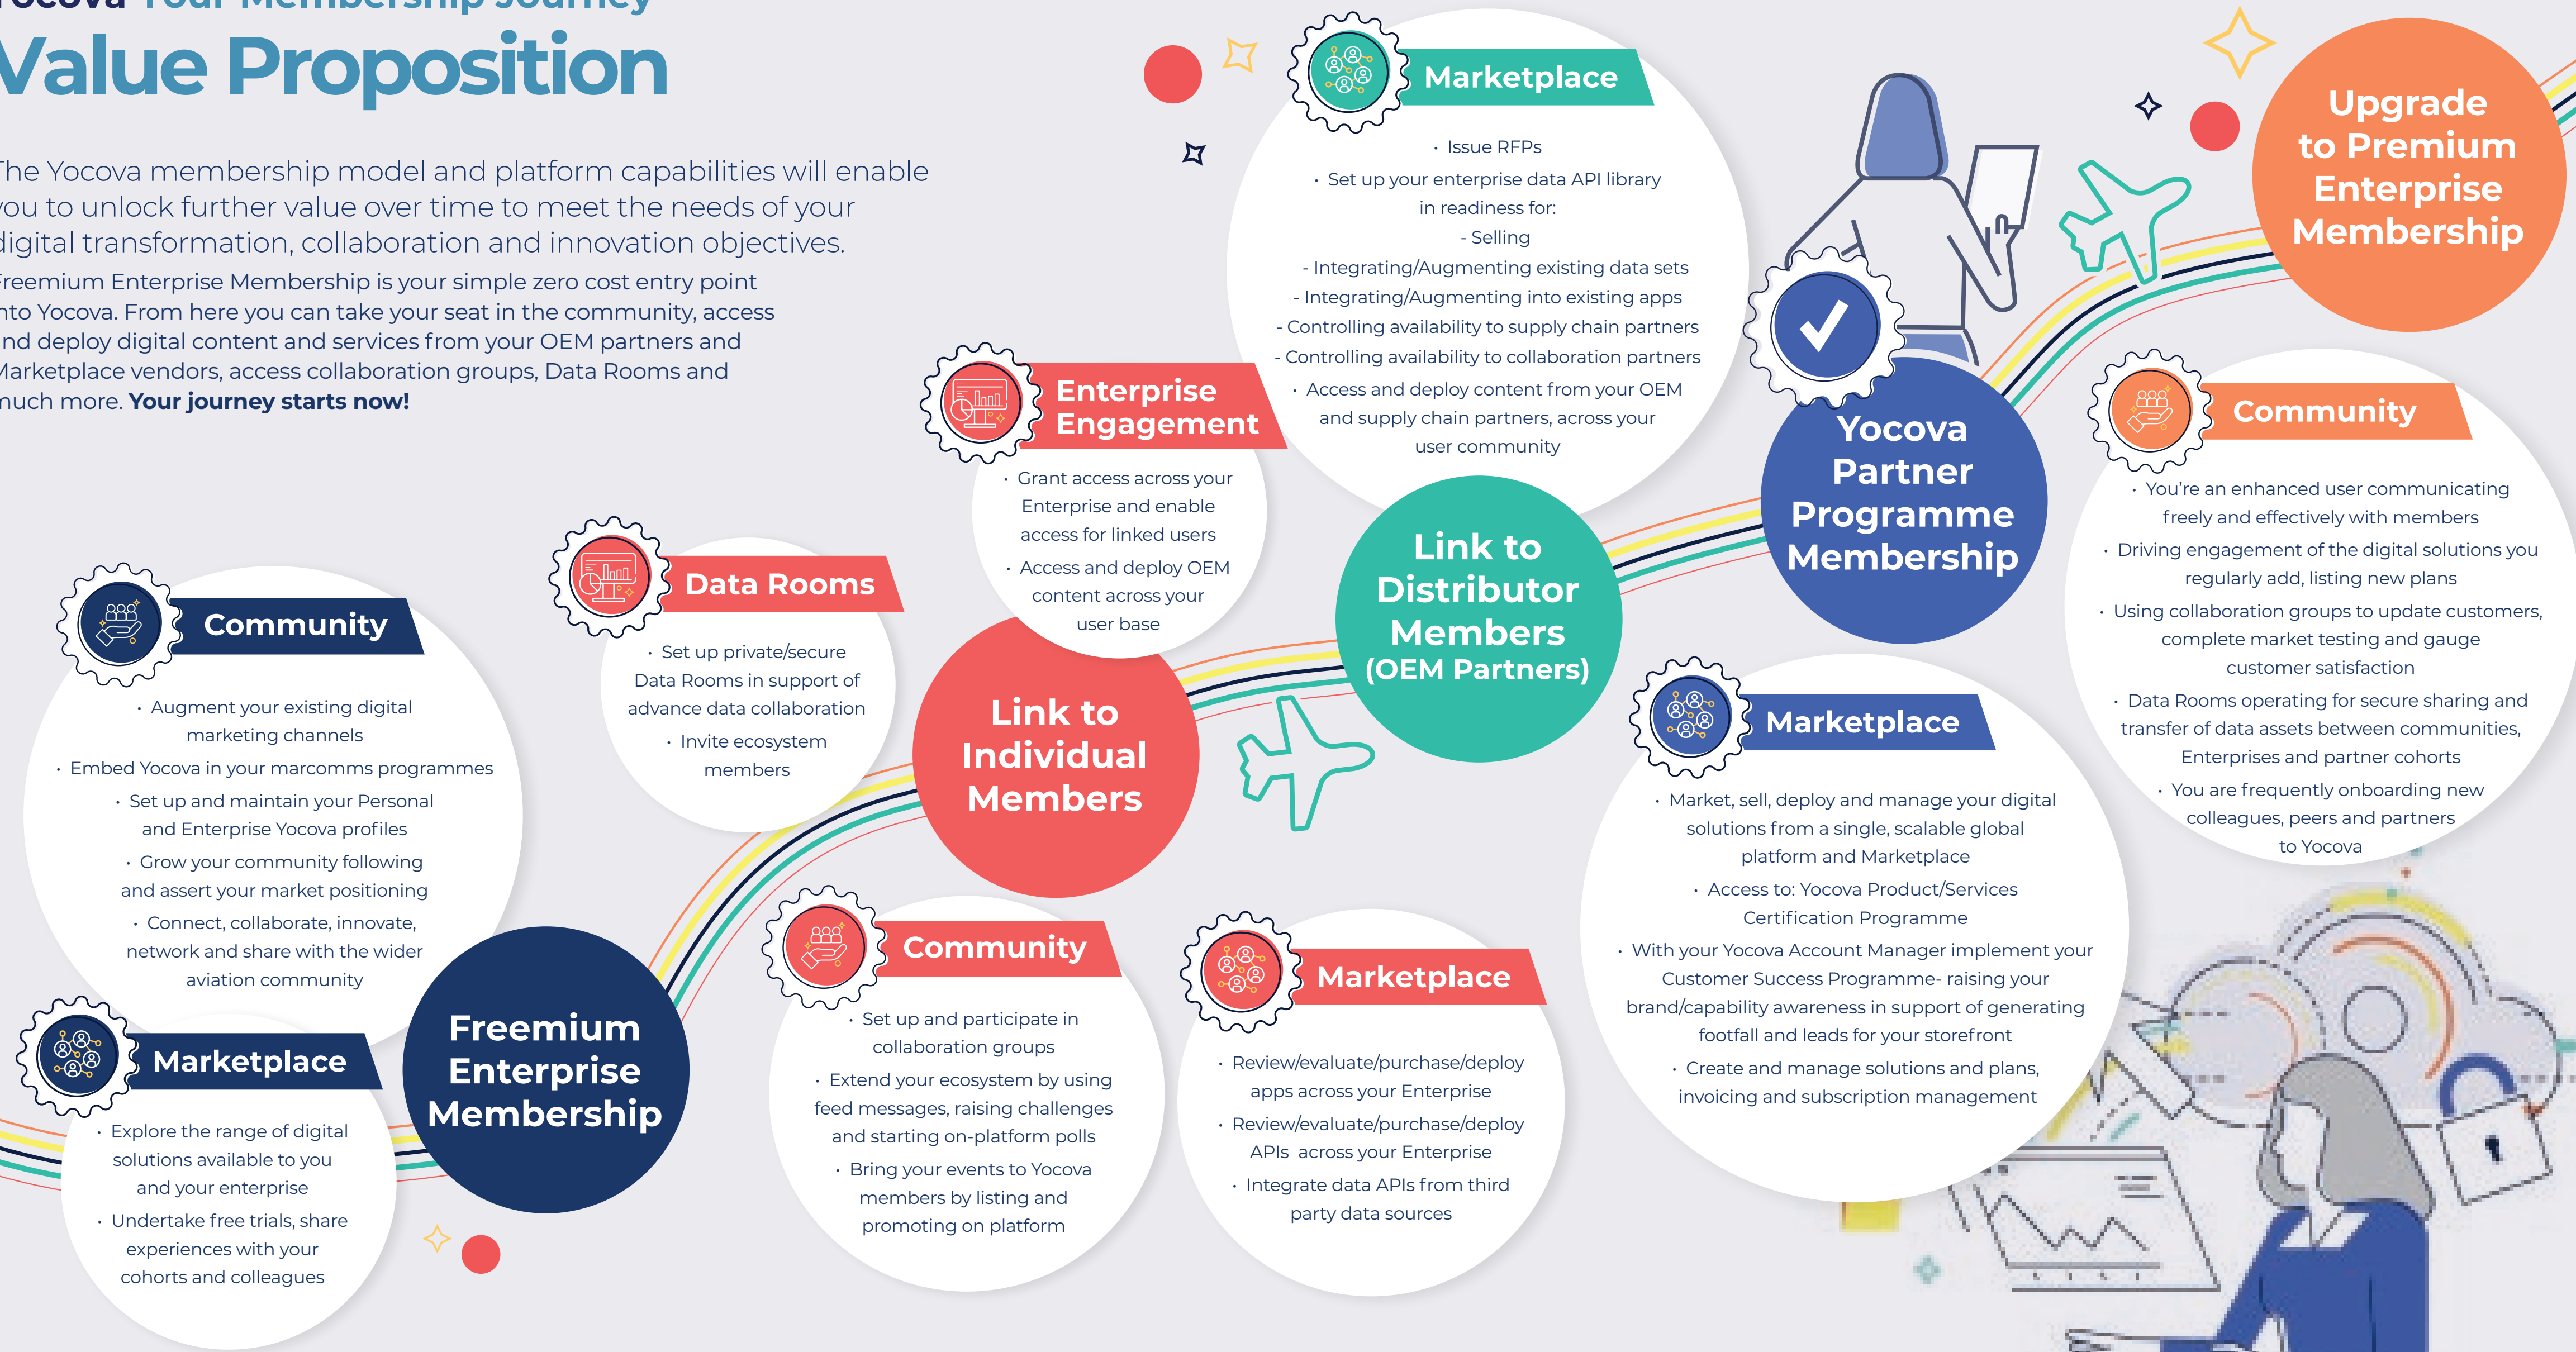 Yocova Your Membership Journey
Value Proposition
The Yocova membership model and platform capabilities will enable
you to unlock further value over time to meet the needs of your
digital transformation, collaboration and innovation objectives.
Freemium Enterprise Membership is your simple zero cost entry point
into Yocova. From here you can take your seat in the community, access
and deploy digital content and services from your OEM partners and
Marketplace vendors, access collaboration groups, Data Rooms and
much more. Your journey starts now!
Community
• Augment your existing digital
marketing channels
• Embed Yocova in your marcomms programmes
• Set up and maintain your Personal
and Enterprise Yocova profiles
• Grow your community following
and assert your market positioning
• Connect, collaborate, innovate,
network and share with the wider
aviation community
Marketplace
• Explore the range of digital
solutions available to you
and your enterprise
• Undertake free trials, share
experiences with your
cohorts and colleagues
Freemium
Enterprise
Membership
Data Rooms
• Set up private/secure
Data Rooms in support of
advance data collaboration
• Invite ecosystem
members
Enterprise
Engagement
• Grant access across your
Enterprise and enable
access for linked users
• Access and deploy OEM
content across your
user base
Link to
Individual
Members
Community
• Set up and participate in
collaboration groups
• Extend your ecosystem by using
feed messages, raising challenges
and starting on-platform polls
• Bring your events to Yocova
members by listing and
promoting on platform
Marketplace
• Review/evaluate/purchase/deploy
apps across your Enterprise
• Review/evaluate/purchase/deploy
APIs across your Enterprise
• Integrate data APIs from third
party data sources
Marketplace
• Issue RFPs
• Set up your enterprise data API library
in readiness for:
- Selling
- Integrating/Augmenting existing data sets
- Integrating/Augmenting into existing apps
- Controlling availability to supply chain partners
- Controlling availability to collaboration partners
• Access and deploy content from your OEM
and supply chain partners, across your
user community
Link to
Distributor
Members
(OEM Partners)
Yocova
Partner
Programme
Membership
Marketplace
• Market, sell, deploy and manage your digital
solutions from a single, scalable global
platform and Marketplace
• Access to: Yocova Product/Services
Certification Programme
• With your Yocova Account Manager implement your
Customer Success Programme- raising your
brand/capability awareness in support of generating
footfall and leads for your storefront
• Create and manage solutions and plans,
invoicing and subscription management
Upgrade
to Premium
Enterprise
Membership
Community
• You're an enhanced user communicating
freely and effectively with members
• Driving engagement of the digital solutions you
regularly add, listing new plans
• Using collaboration groups to update customers,
complete market testing and gauge
customer satisfaction
• Data Rooms operating for secure sharing and
transfer of data assets between communities,
Enterprises and partner cohorts
• You are frequently onboarding new
colleagues, peers and partners
to Yocova